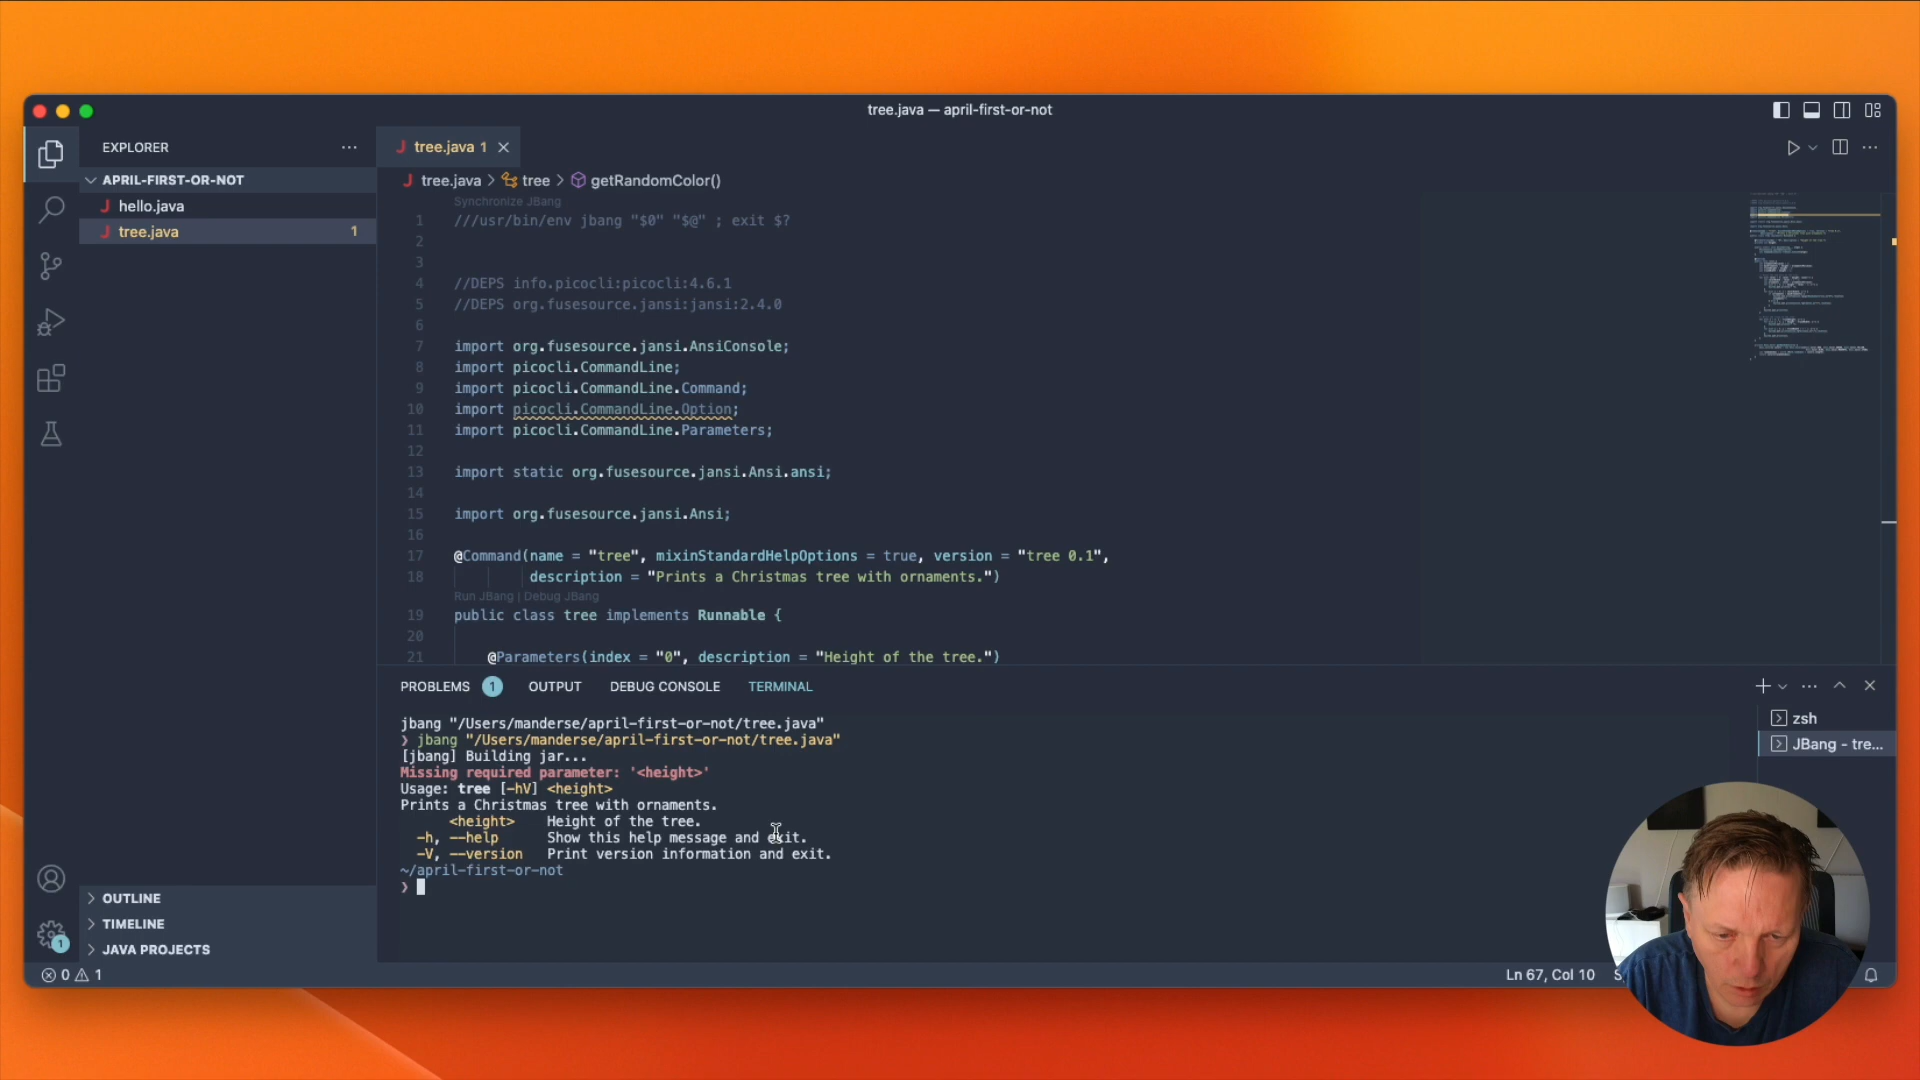 tree.java — april-first-or-not
EXPLORER
APRIL-FIRST-OR-NOT
hello.java
tree.java 1
OUTLINE
TIMELINE
JAVA PROJECTS
tree.java 1
tree.java > tree > getRandomColor()
Synchronize JBang
1 ///usr/bin/env jbang "$0" "$@" ; exit $?
2
3
4 //DEPS info.picocli:picocli:4.6.1
5 //DEPS org.fusesource.jansi:jansi:2.4.0
6
7 import org.fusesource.jansi.AnsiConsole;
8 import picocli.CommandLine;
9 import picocli.CommandLine.Command;
10 import picocli.CommandLine.Option;
11 import picocli.CommandLine.Parameters;
12
13 import static org.fusesource.jansi.Ansi.ansi;
14
15 import org.fusesource.jansi.Ansi;
16
17 @Command(name = "tree", mixinStandardHelpOptions = true, version = "tree 0.1",
18 description = "Prints a Christmas tree with ornaments.")
Run JBang | Debug JBang
19 public class tree implements Runnable {
20
21 @Parameters(index = "0", description = "Height of the tree.")
PROBLEMS 1 OUTPUT DEBUG CONSOLE TERMINAL
jbang "/Users/manderse/april-first-or-not/tree.java"
❯ jbang "/Users/manderse/april-first-or-not/tree.java"
[jbang] Building jar...
Missing required parameter: '<height>'
Usage: tree [-hV] <height>
Prints a Christmas tree with ornaments.
<height> Height of the tree.
-h, --help Show this help message and exit.
-V, --version Print version information and exit.
~/april-first-or-not
❯
zsh
JBang - tre...
1
0 1
Ln 67, Col 10